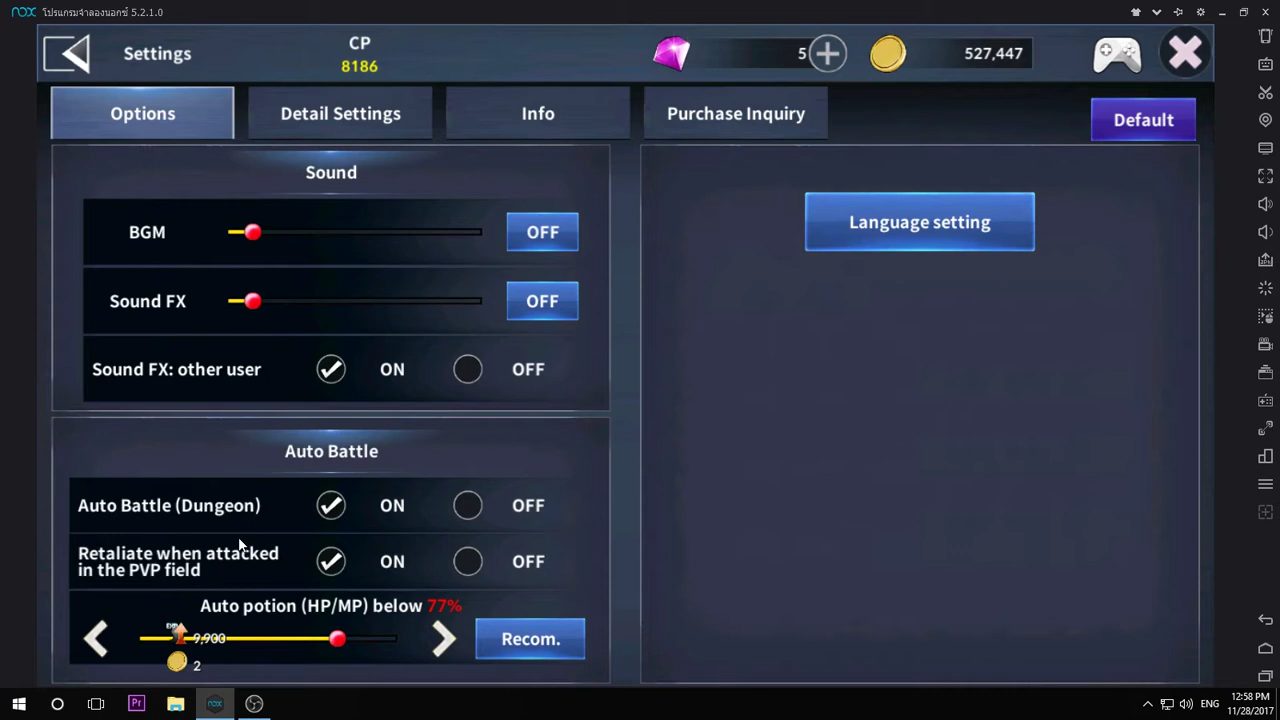 nox โปรแกรมจำลองนอกซ์ 5.2.1.0
Settings
CP
8186
5
527,447
Options
Detail Settings
Info
Purchase Inquiry
Default
Sound
BGM
OFF
Sound FX
OFF
Sound FX: other user
ON
OFF
Language setting
Auto Battle
Auto Battle (Dungeon)
ON
OFF
Retaliate when attacked
in the PVP field
ON
OFF
Auto potion (HP/MP) below 77%
9,900
2
Recom.
Pr
nox
ENG
12:58 PM
11/28/2017